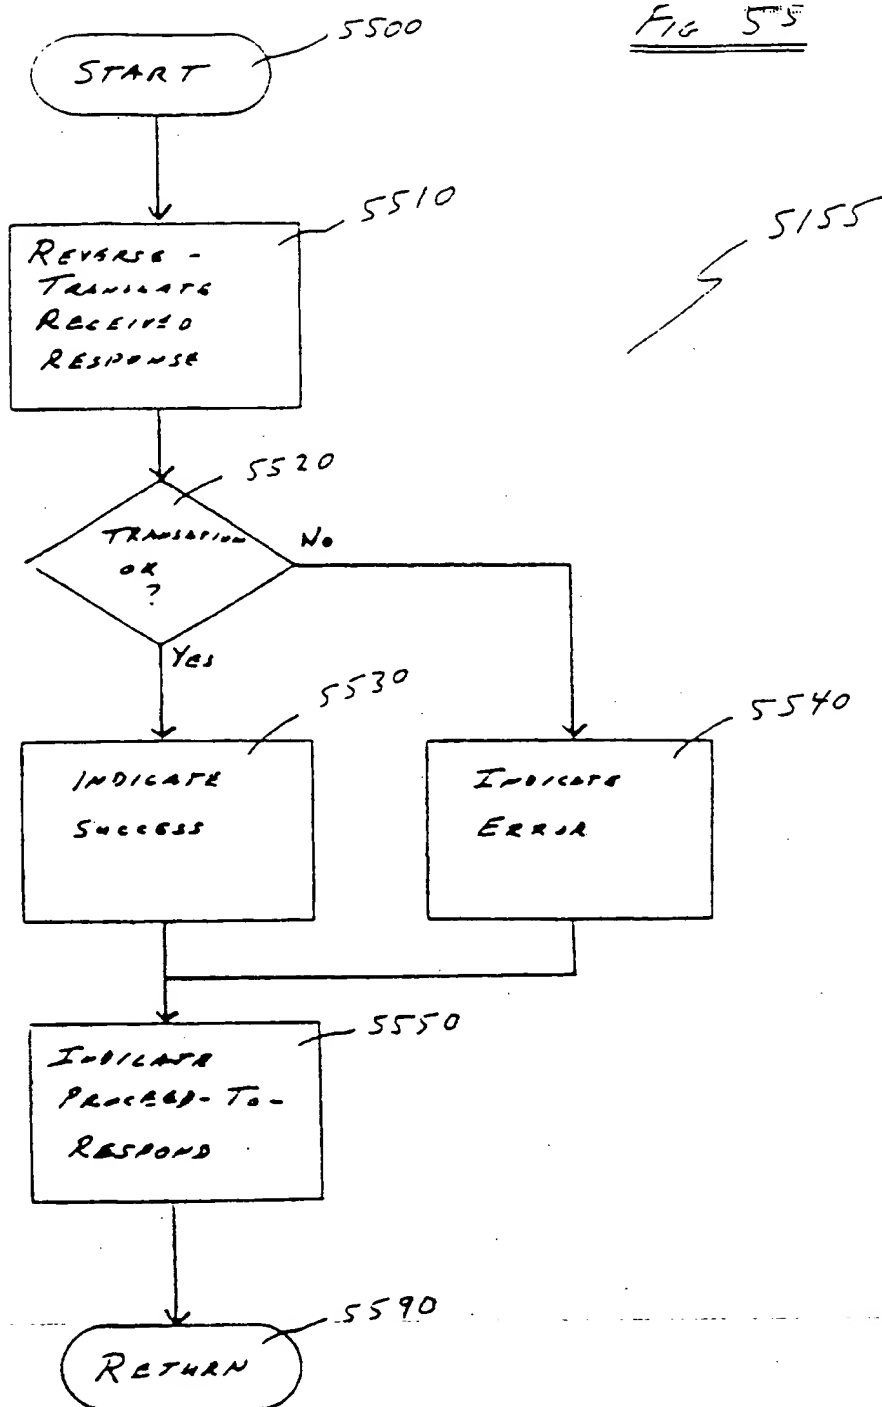 FIG 55
5500
START
5510
5155
REVERSE-
TRANSLATE
RECEIVED
RESPONSE
5520
TRANSATION
OK
?
NO
YES
5530
5540
INDICATE
SUCCESS
INDICATE
ERROR
5550
INDICATE
PROCEED-TO-
RESPOND
5590
RETURN